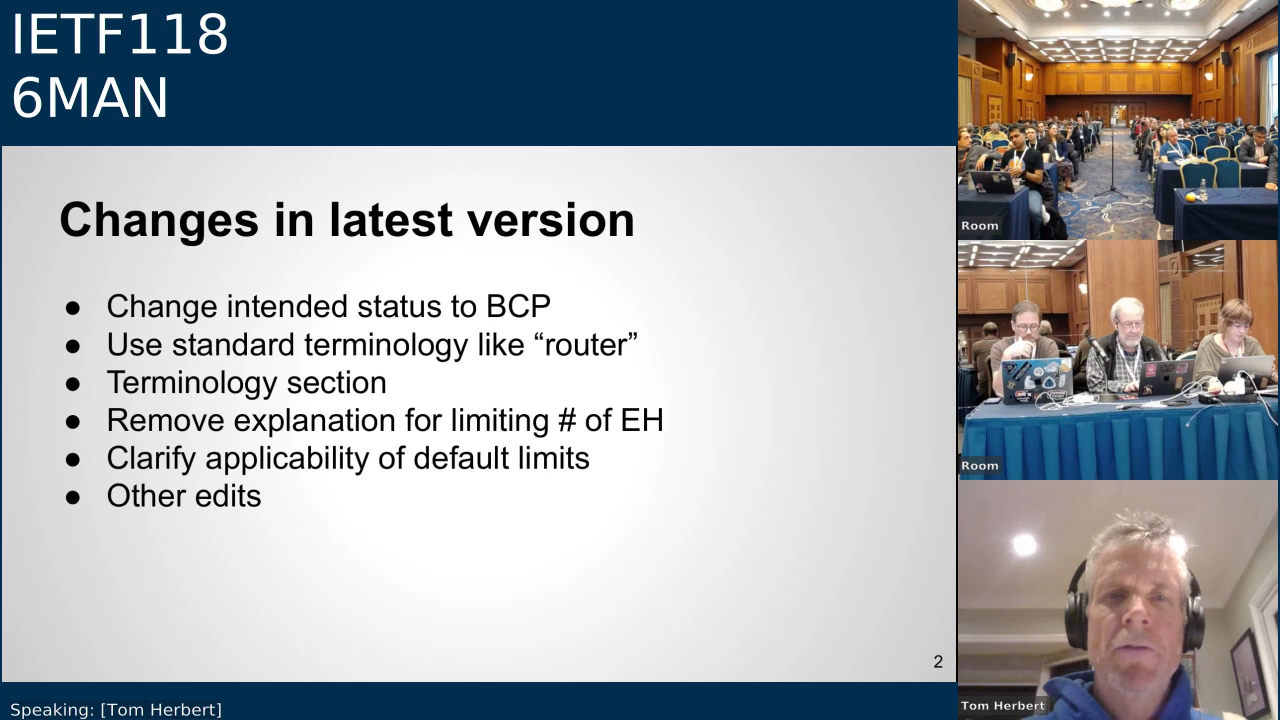 IETF118
6MAN
Changes in latest version
● Change intended status to BCP
● Use standard terminology like “router”
● Terminology section
● Remove explanation for limiting # of EH
● Clarify applicability of default limits
● Other edits
2
Speaking: [Tom Herbert]
Room
Room
Tom Herbert